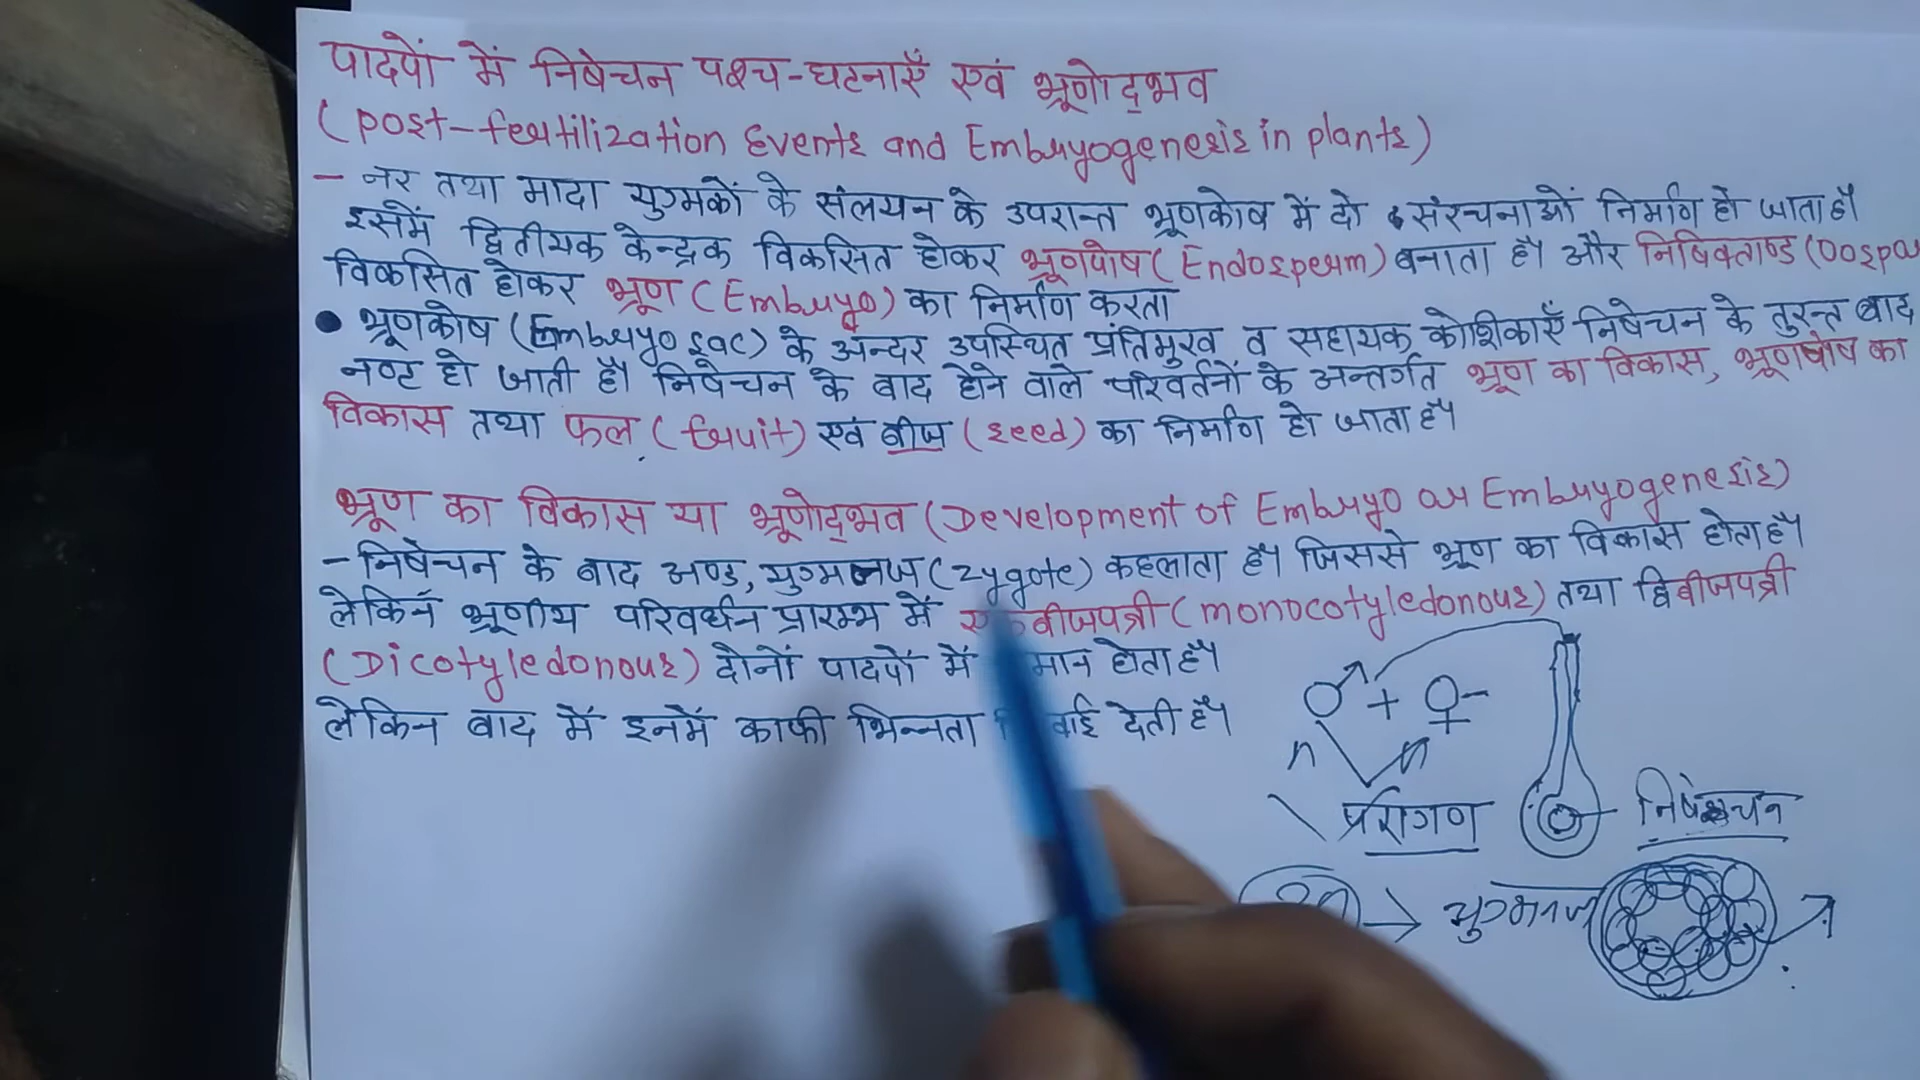 पादपों में निषेचन पश्च-घटनाएँ एवं भ्रूणोद्‌भव
(post-fertilization Events and Embryogenesis in plants)
- नर तथा मादा युग्मकों के संलयन के उपरान्त भ्रूणकोष में दो संरचनाओं निर्माण हो जाता है।
इसमें द्वितीयक केन्द्रक विकसित होकर भ्रूणपोष (Endosperm) बनाता है। और निषिक्ताण्ड (Oospo
विकसित होकर भ्रूण (Embryo) का निर्माण करता
● भ्रूणकोष (Embryo sac) के अन्दर उपस्थित प्रतिमुख व सहायक कोशिकाएँ निषेचन के तुरन्त बाद
नष्ट हो जाती है। निषेचन के बाद होने वाले परिवर्तनों के अन्तर्गत भ्रूण का विकास, भ्रूणपोष का
विकास तथा फल (fruit) एवं बीज (seed) का निर्माण हो जाता है।
भ्रूण का विकास या भ्रूणोद्‌भव (Development of Embryo or Embryogenesis)
- निषेचन के बाद अण्ड, युग्मनज (zygote) कहलाता है। जिससे भ्रूण का विकास होता है।
लेकिन भ्रूणीय परिवर्धन प्रारम्भ में बीजपत्री (monocotyledonous) तथा द्विबीजपत्री
(Dicotyledonous) दोनों पादपों में मान होता है।
लेकिन बाद में इनमें काफी भिन्नता देती है।
♂ + ♀
n n
परागण
निषेचन
2n → युग्मनज